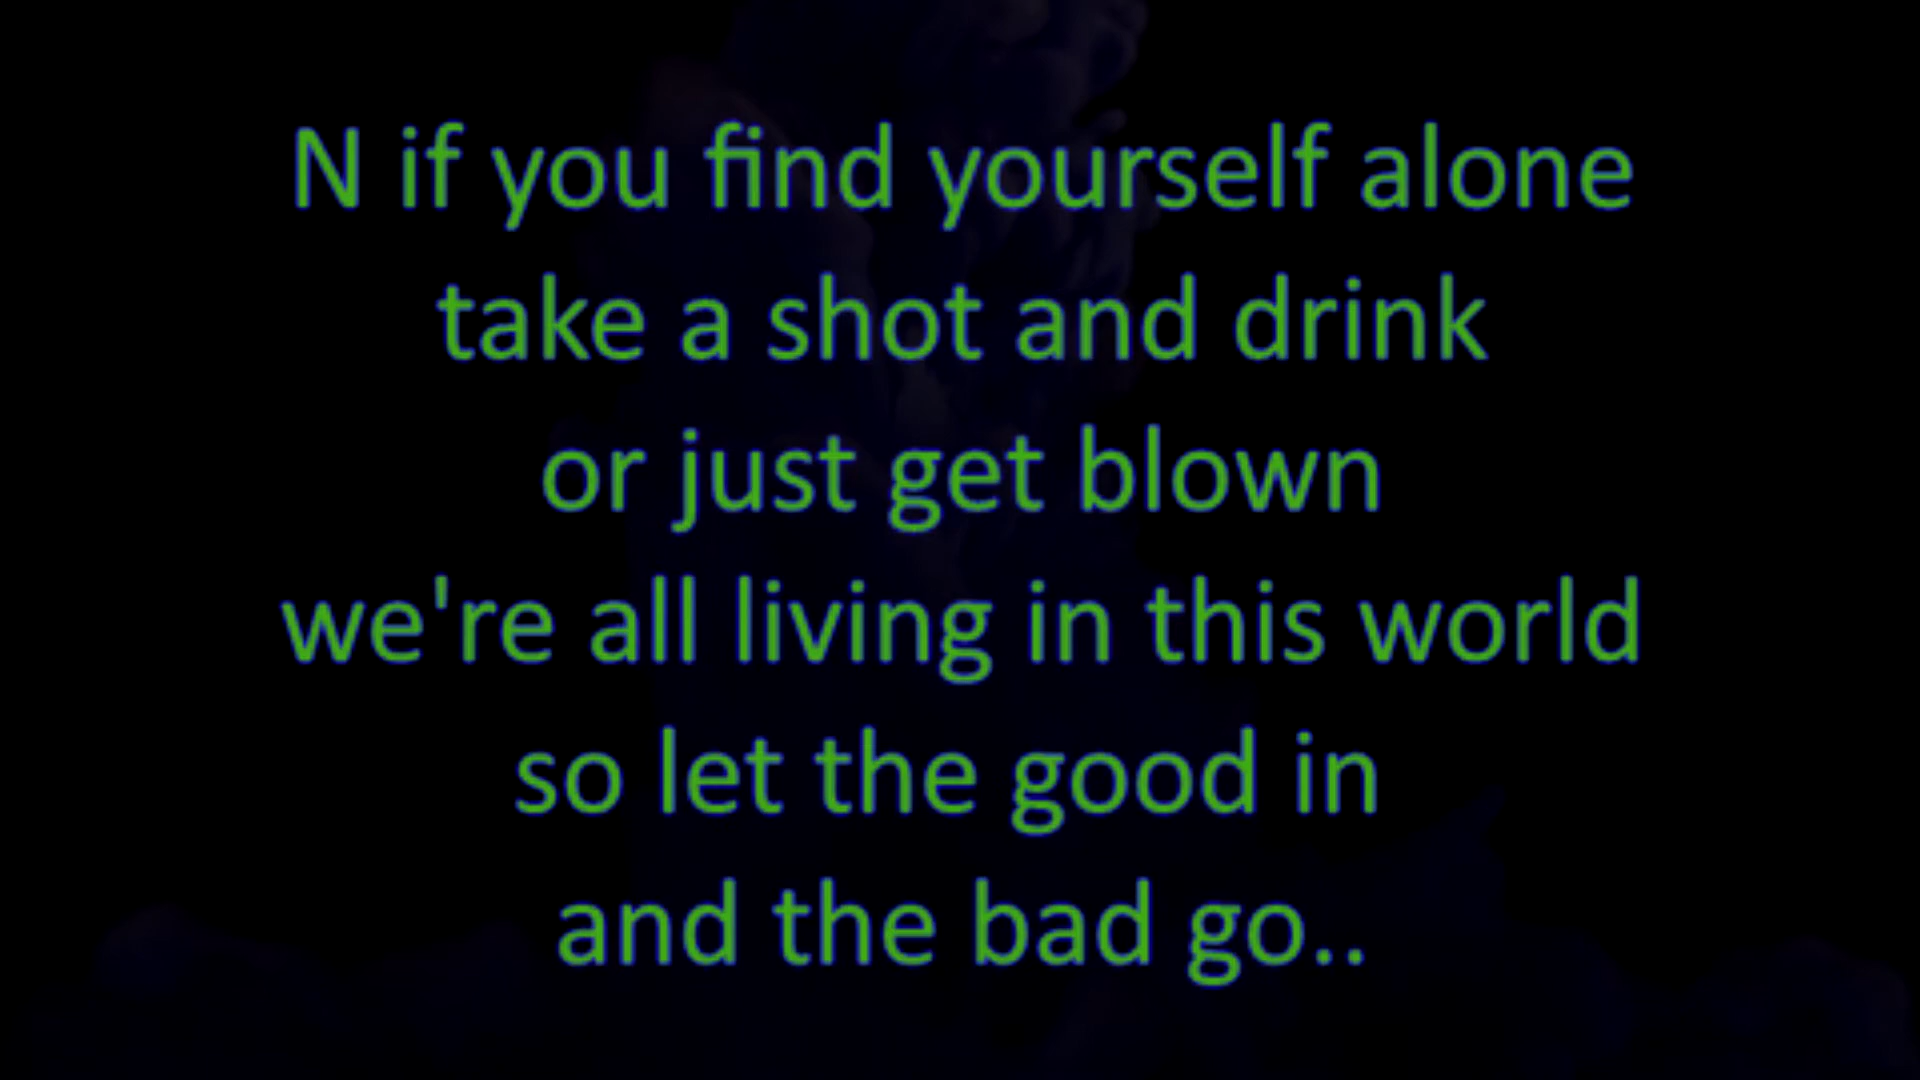 N if you find yourself alone
take a shot and drink
or just get blown
we're all living in this world
so let the good in
and the bad go..